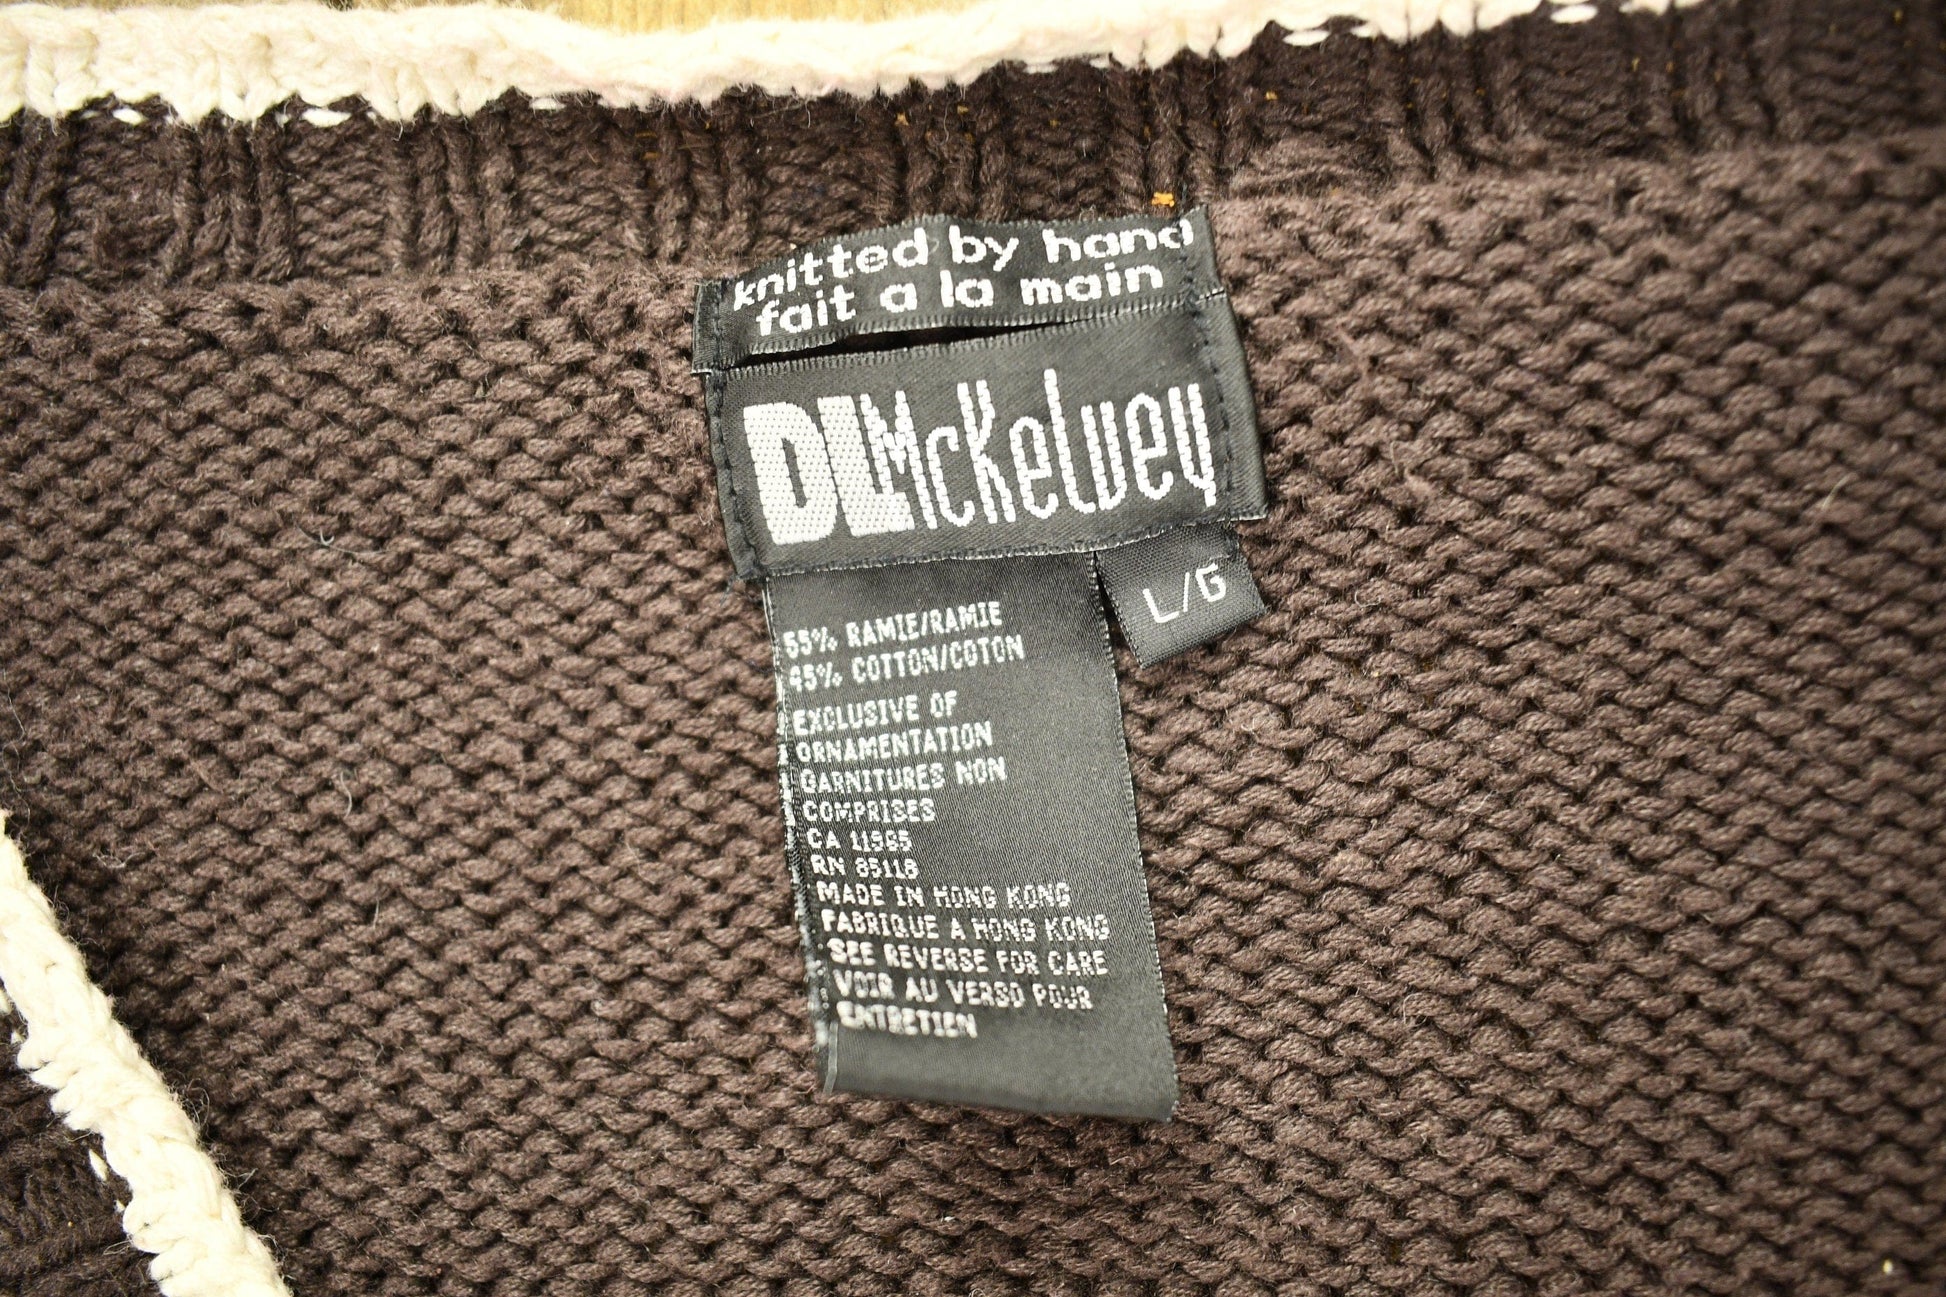 knitted by hand
fait a la main
DLM McKelvey
L/G
55% RAMIE/RAMIE
45% COTTON/COTON
EXCLUSIVE OF
ORNAMENTATION
GARNITURES NON
COMPRISES
CA 11985
RN 85118
MADE IN HONG KONG
FABRIQUE A HONG KONG
SEE REVERSE FOR CARE
VOIR AU VERSO POUR
ENTRETIEN